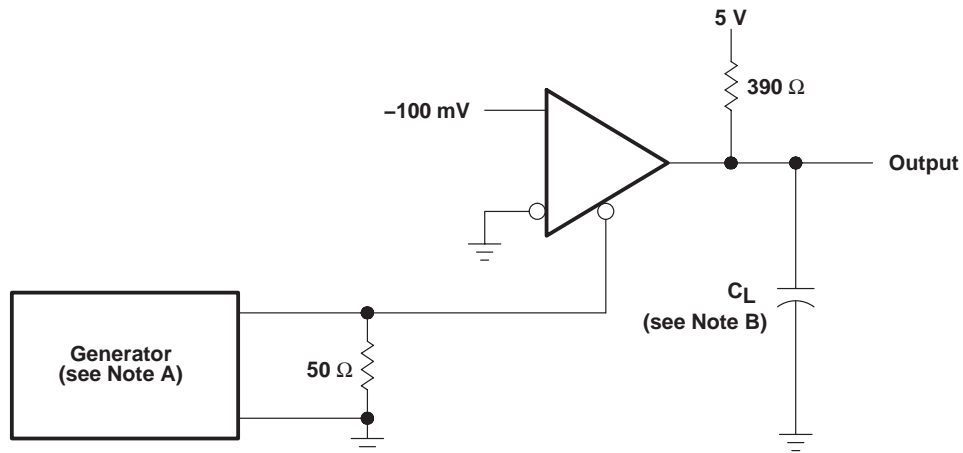 5 V
390 Ω
–100 mV
Output
CL
(see Note B)
Generator
(see Note A)
50 Ω